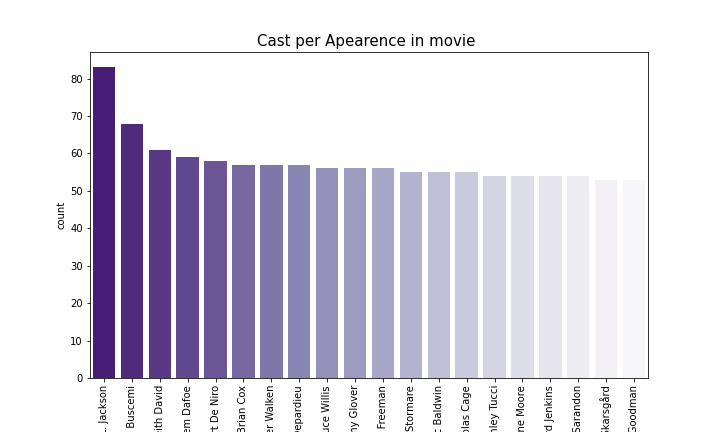 Cast per Apearence in movie
80
70
60
50
40
30
20
10
0
count
. Jackson
Buscemi
ith David
em Dafoe
rt De Niro
Brian Cox
er Walken
epardieu
uce Willis
ny Glover
Freeman
Stormare
c Baldwin
olas Cage
nley Tucci
ne Moore
d Jenkins
Sarandon
karsgård
Goodman